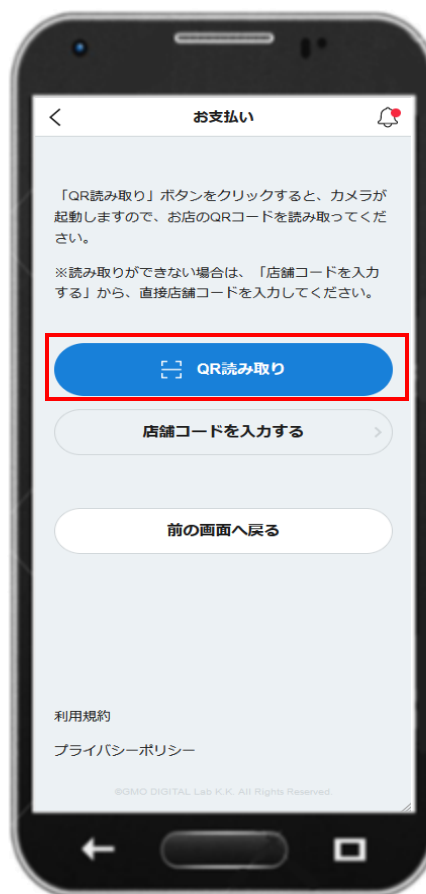 お支払い
「QR読み取り」ボタンをクリックすると、カメラが
起動しますので、お店のQRコードを読み取ってくだ
さい。
※読み取りができない場合は、「店舗コードを入力
する」から、直接店舗コードを入力してください。
QR読み取り
店舗コードを入力する
前の画面へ戻る
利用規約
プライバシーポリシー
©GMO DIGITAL Lab K.K. All Rights Reserved.